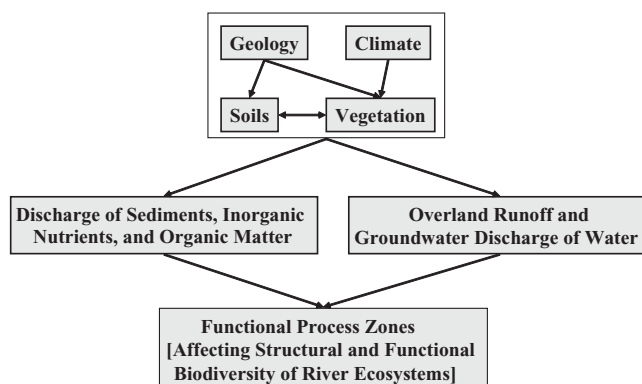 Geology
Climate
Soils
Vegetation
Discharge of Sediments, Inorganic
Nutrients, and Organic Matter
Overland Runoff and
Groundwater Discharge of Water
Functional Process Zones
[Affecting Structural and Functional
Biodiversity of River Ecosystems]